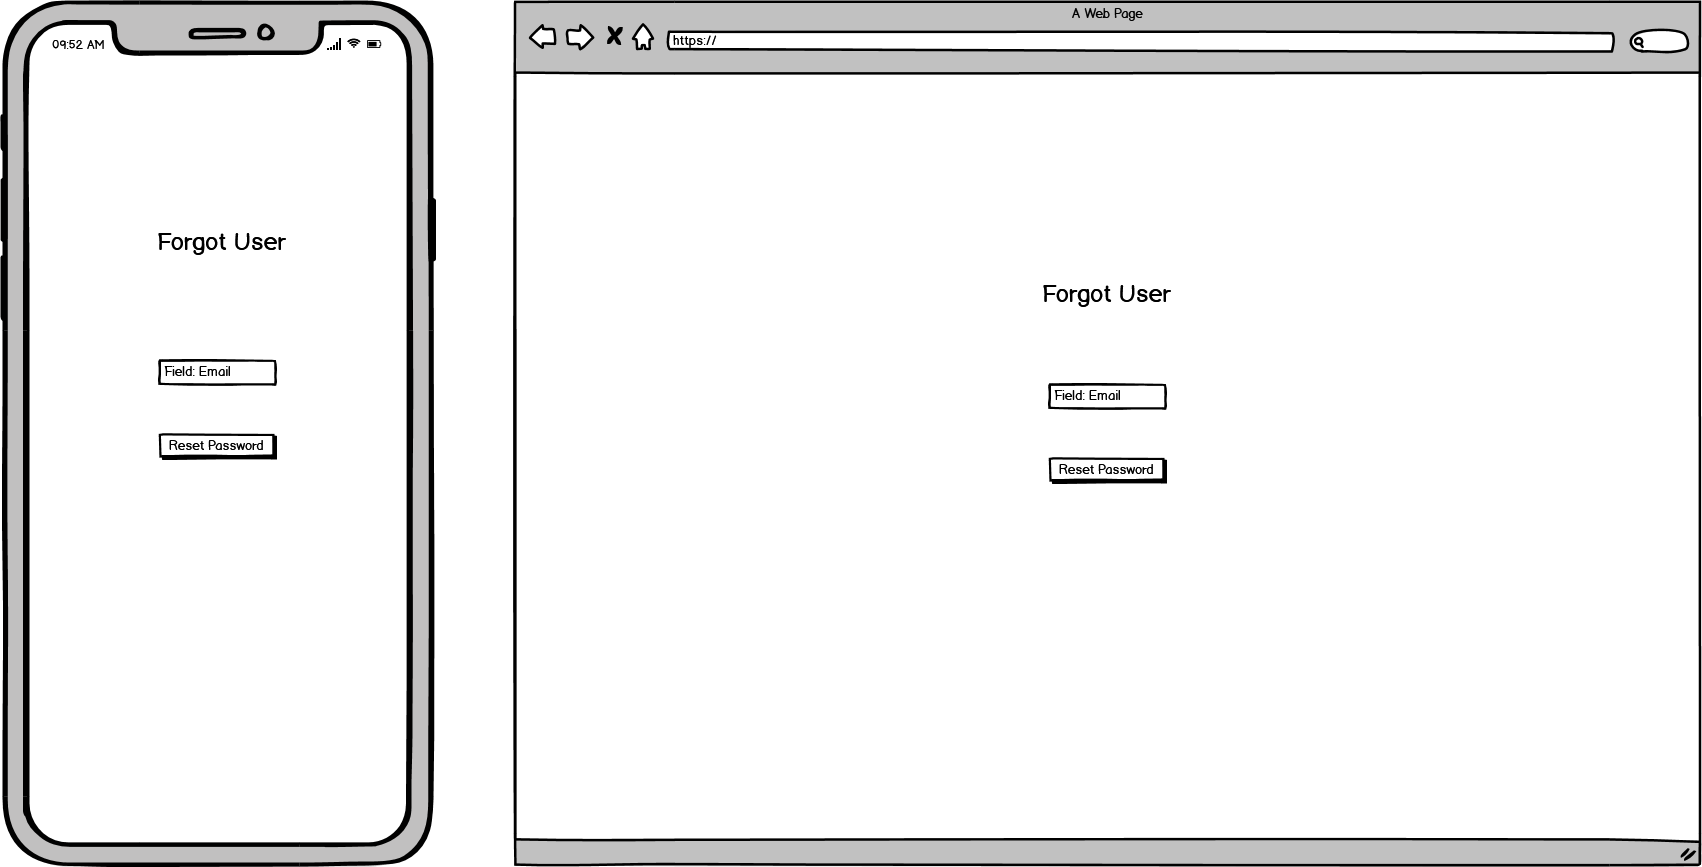 09:52 AM
Forgot User
Field: Email
Reset Password
A Web Page
https://
Forgot User
Field: Email
Reset Password